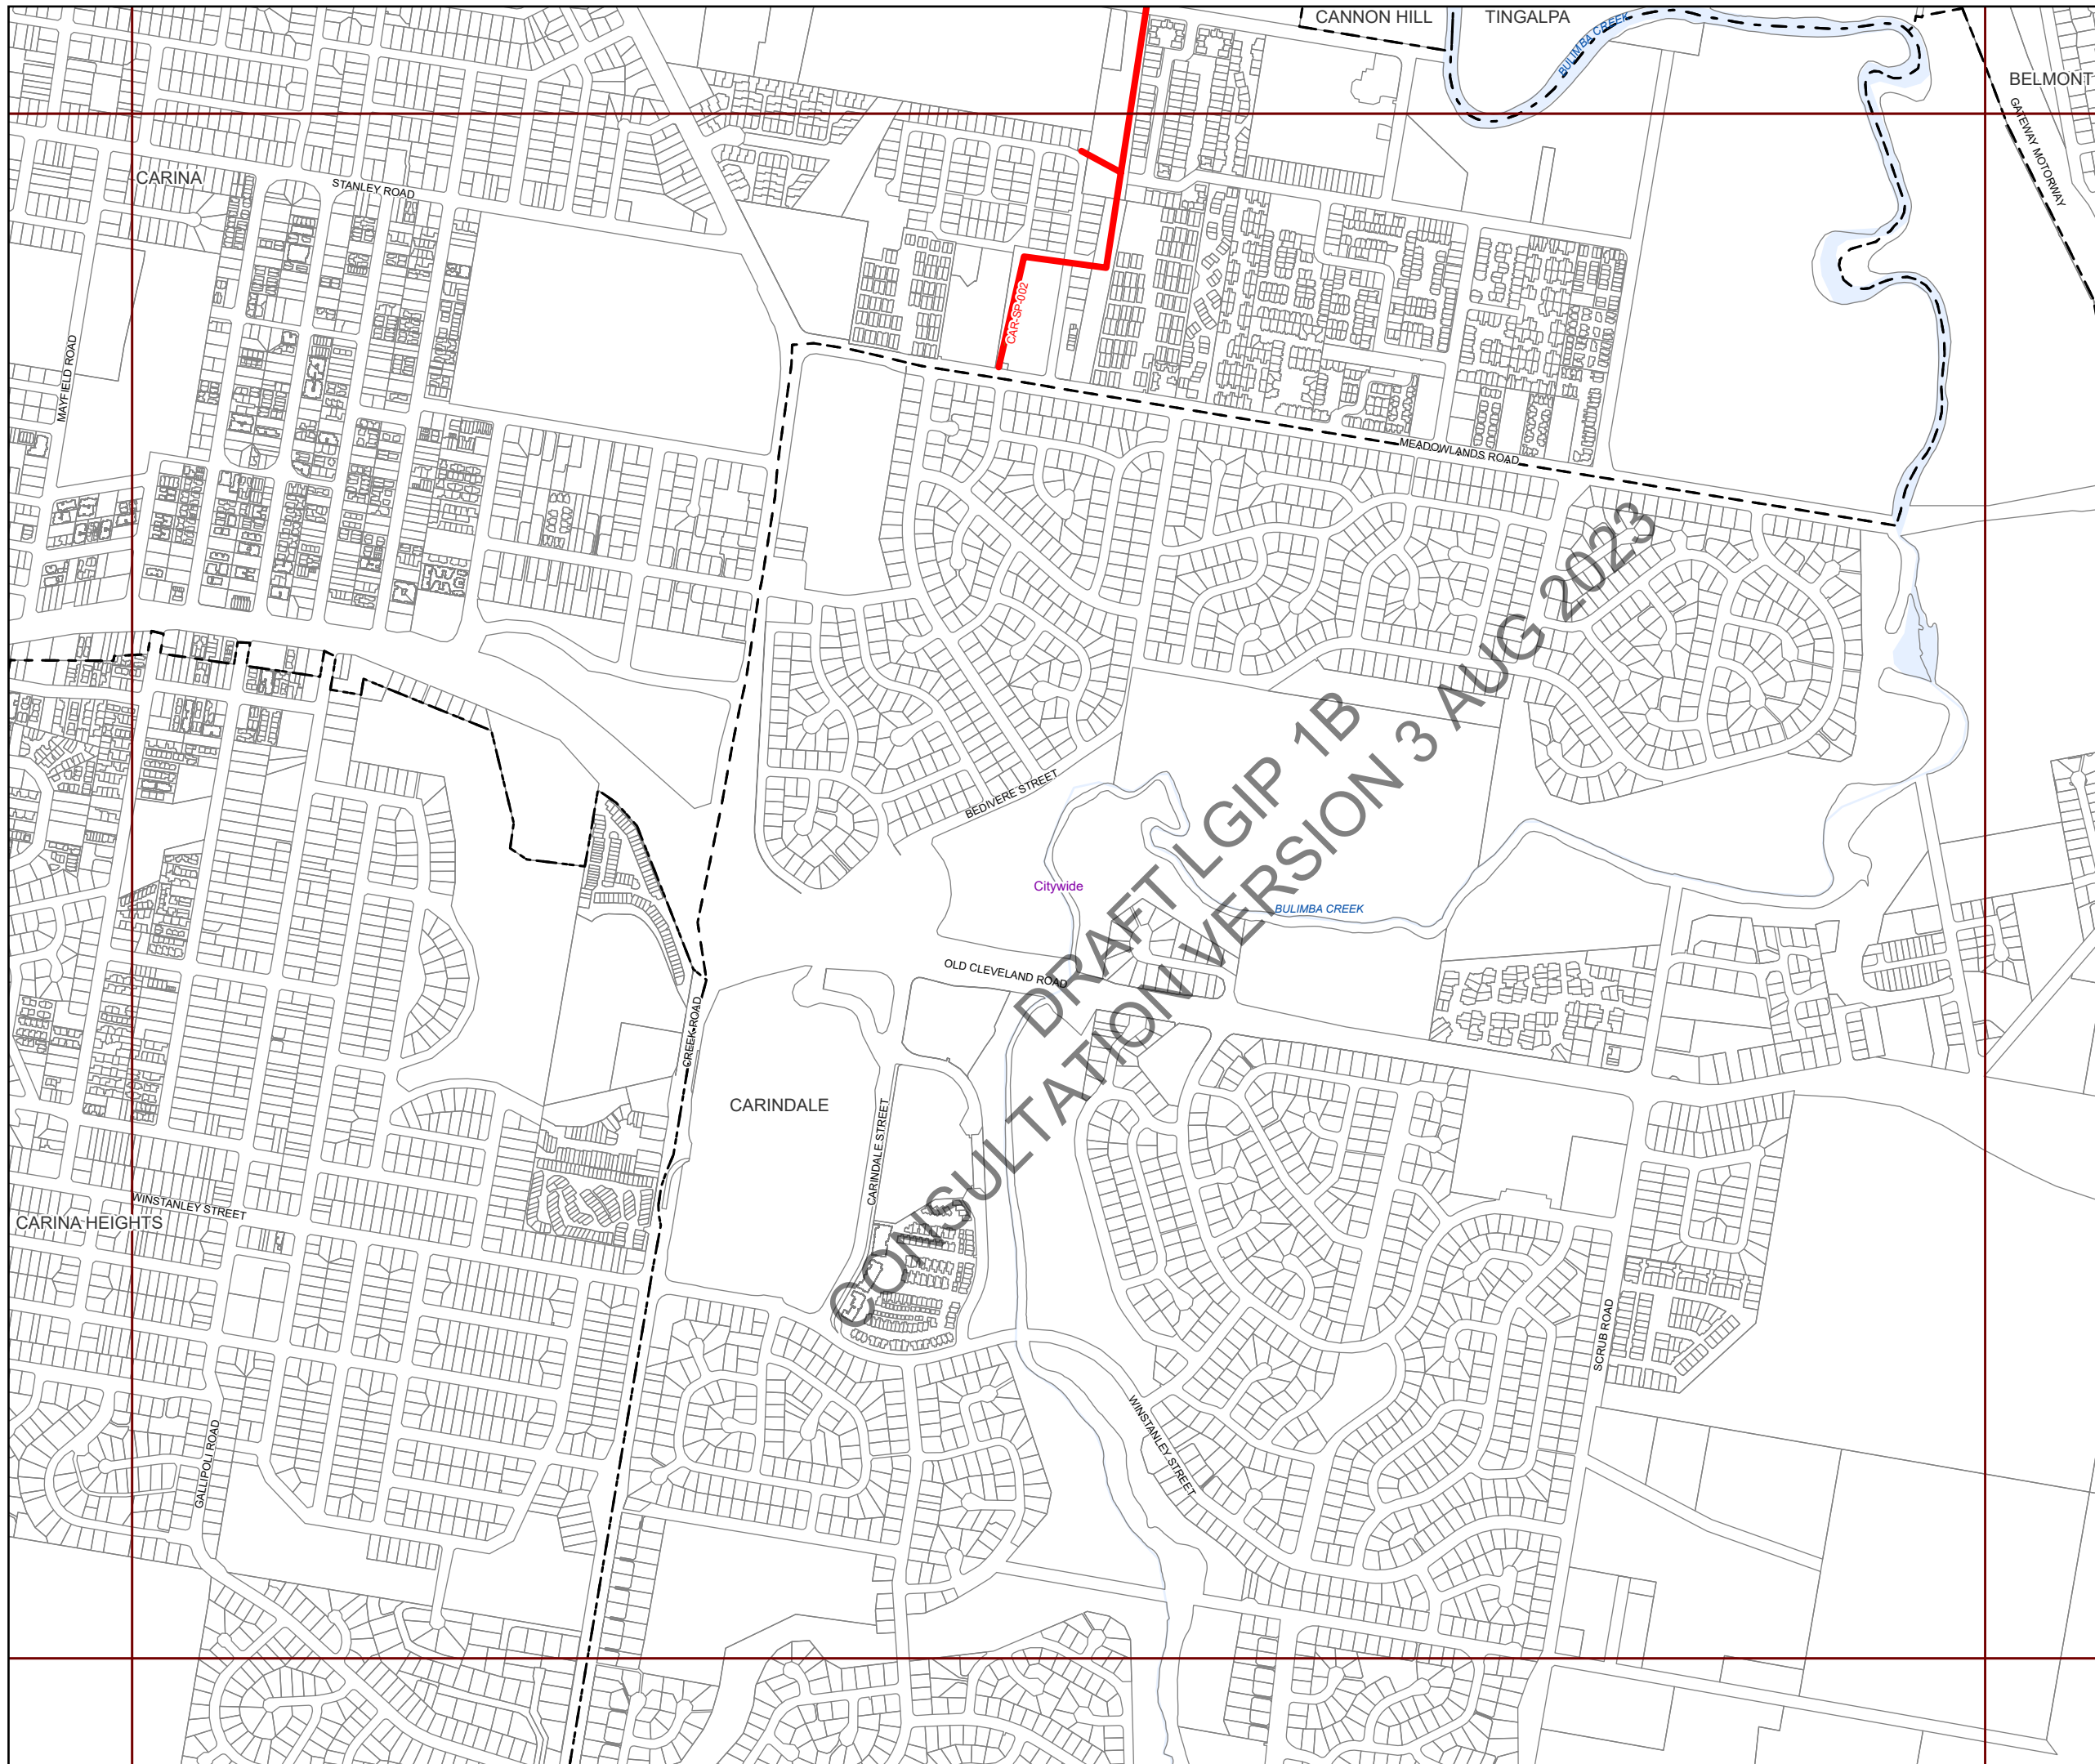 CANNON HILL
TINGALPA
BULIMBA CREEK
BELMONT
GATEWAY MOTORWAY
CARINA
STANLEY ROAD
CAR-SP-002
MAYFIELD ROAD
MEADOWLANDS ROAD
BEDIVERE STREET
Citywide
BULIMBA CREEK
OLD CLEVELAND ROAD
CREEK ROAD
CARINDALE
CARINDALE STREET
WINSTANLEY STREET
CARINA HEIGHTS
SCRUB ROAD
GALLIPOLI ROAD
WINSTANLEY STREET
DRAFT LGIP 1B
CONSULTATION VERSION 3 AUG 2023